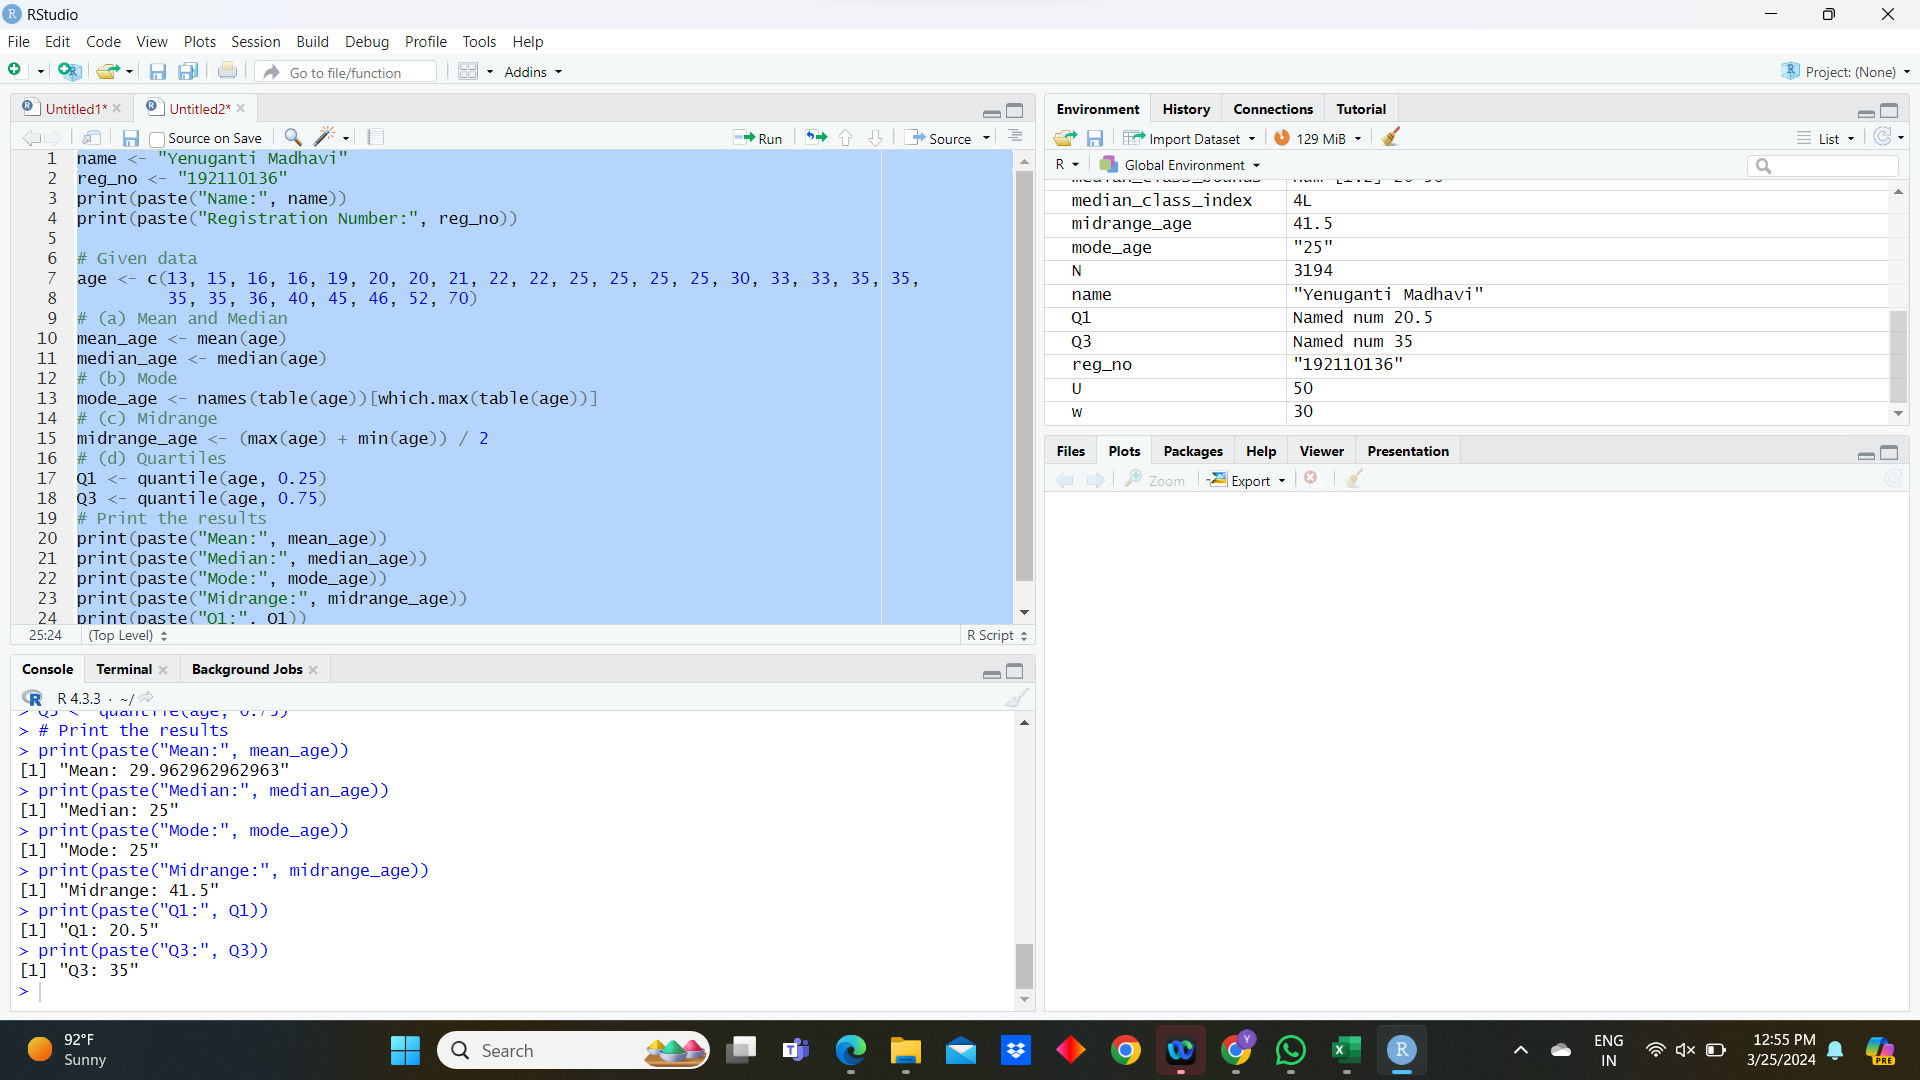 RStudio
File Edit Code View Plots Session Build Debug Profile Tools Help
Go to file/function Addins Project: (None)
Untitled1* Untitled2*
Source on Save Run Source
1 name <- "Yenuganti Madhavi"
2 reg_no <- "192110136"
3 print(paste("Name:", name))
4 print(paste("Registration Number:", reg_no))
5
6 # Given data
7 age <- c(13, 15, 16, 16, 19, 20, 20, 21, 22, 22, 25, 25, 25, 25, 30, 33, 33, 35, 35,
8 35, 35, 36, 40, 45, 46, 52, 70)
9 # (a) Mean and Median
10 mean_age <- mean(age)
11 median_age <- median(age)
12 # (b) Mode
13 mode_age <- names(table(age))[which.max(table(age))]
14 # (c) Midrange
15 midrange_age <- (max(age) + min(age)) / 2
16 # (d) Quartiles
17 Q1 <- quantile(age, 0.25)
18 Q3 <- quantile(age, 0.75)
19 # Print the results
20 print(paste("Mean:", mean_age))
21 print(paste("Median:", median_age))
22 print(paste("Mode:", mode_age))
23 print(paste("Midrange:", midrange_age))
24 print(paste("Q1:", Q1))
25:24 (Top Level) R Script
Console Terminal Background Jobs
R 4.3.3 · ~/
> Q3 <- quantile(age, 0.75)
> # Print the results
> print(paste("Mean:", mean_age))
[1] "Mean: 29.962962962963"
> print(paste("Median:", median_age))
[1] "Median: 25"
> print(paste("Mode:", mode_age))
[1] "Mode: 25"
> print(paste("Midrange:", midrange_age))
[1] "Midrange: 41.5"
> print(paste("Q1:", Q1))
[1] "Q1: 20.5"
> print(paste("Q3:", Q3))
[1] "Q3: 35"
>
Environment History Connections Tutorial
Import Dataset 129 MiB List
R Global Environment
median_class_index 4L
midrange_age 41.5
mode_age "25"
N 3194
name "Yenuganti Madhavi"
Q1 Named num 20.5
Q3 Named num 35
reg_no "192110136"
U 50
w 30
Files Plots Packages Help Viewer Presentation
Zoom Export
92°F
Sunny
Search
ENG
IN
12:55 PM
3/25/2024
PRE